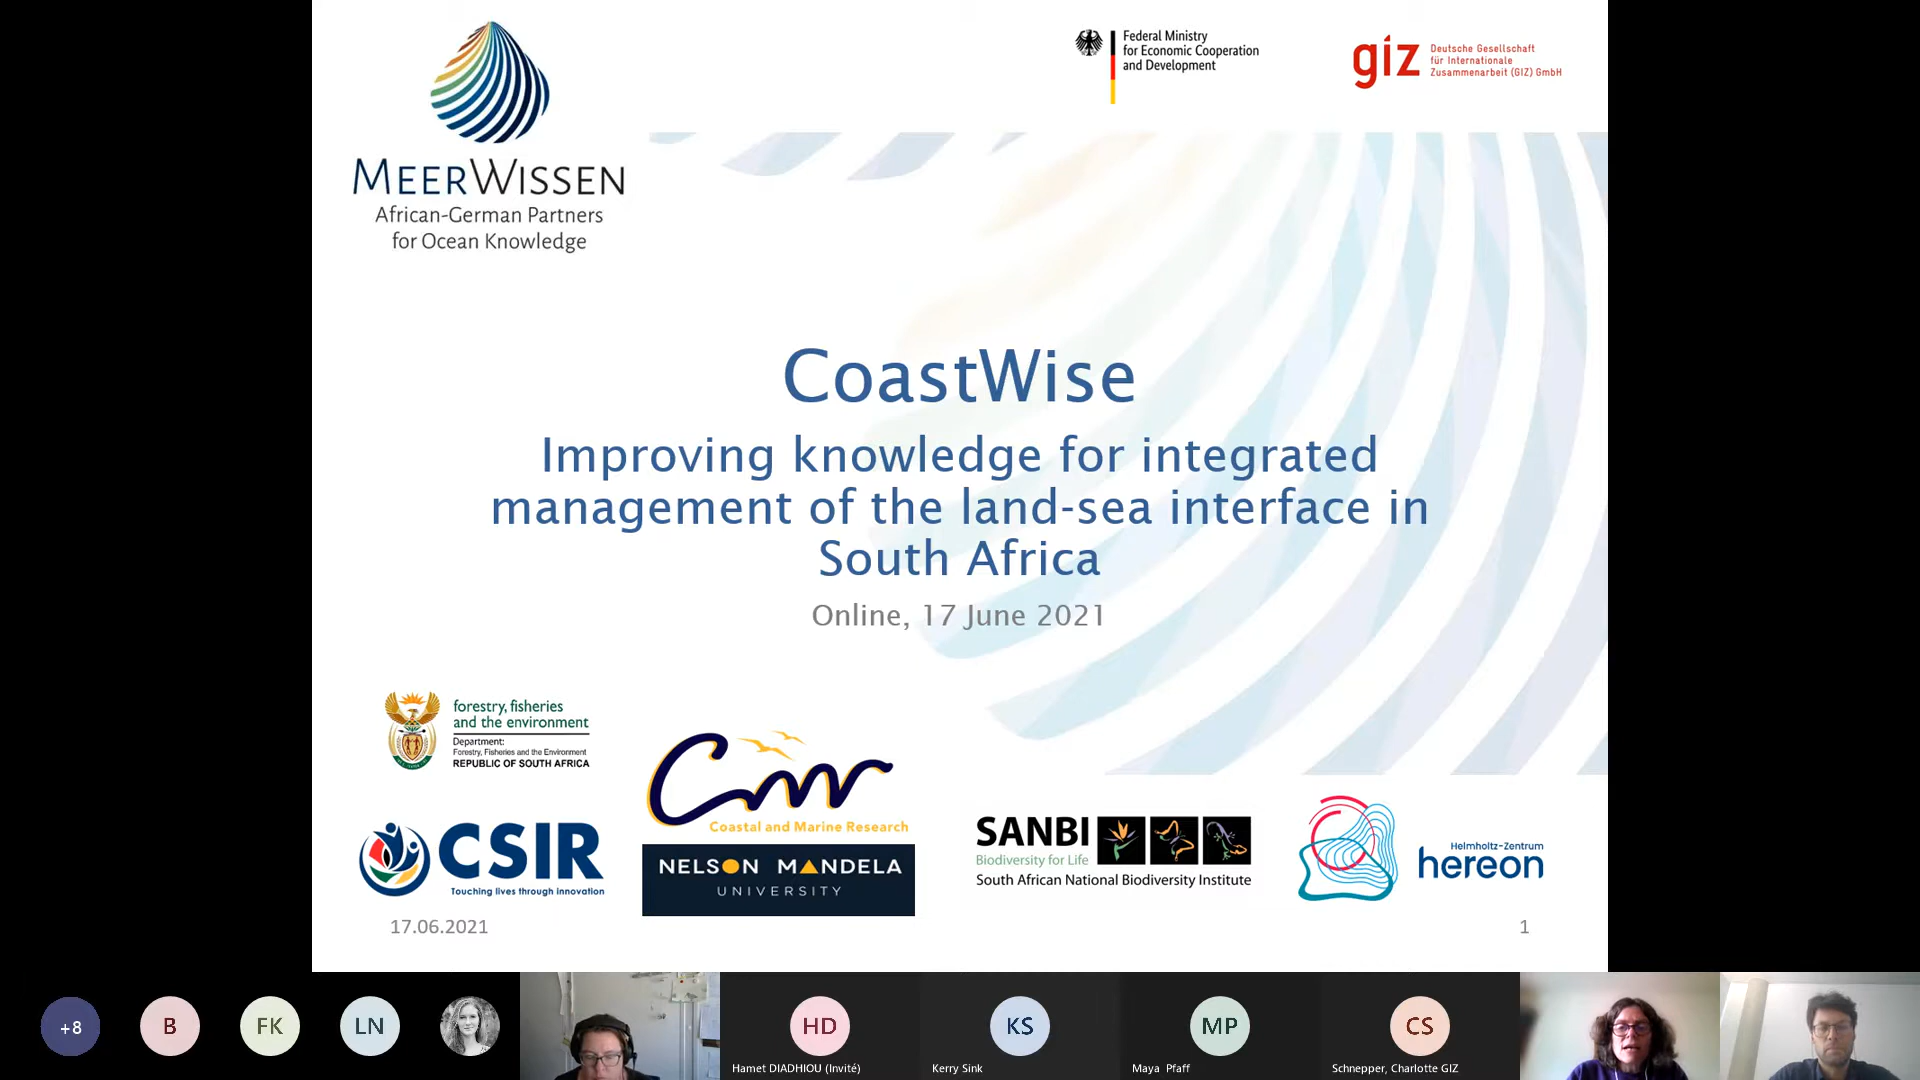 MEERWISSEN
African-German Partners
for Ocean Knowledge
Federal Ministry
for Economic Cooperation
and Development
giz
Deutsche Gesellschaft
für Internationale
Zusammenarbeit (GIZ) GmbH
CoastWise
Improving knowledge for integrated
management of the land-sea interface in
South Africa
Online, 17 June 2021
forestry, fisheries
and the environment
Department:
Forestry, Fisheries and the Environment
REPUBLIC OF SOUTH AFRICA
CSIR
Touching lives through innovation
Cmr
Coastal and Marine Research
NELSON MANDELA
UNIVERSITY
SANBI
Biodiversity for Life
South African National Biodiversity Institute
Helmholtz-Zentrum
hereon
17.06.2021
1
+8
B
FK
LN
HD
Hamet DIADHIOU (Invité)
KS
Kerry Sink
MP
Maya Pfaff
CS
Schnepper, Charlotte GIZ